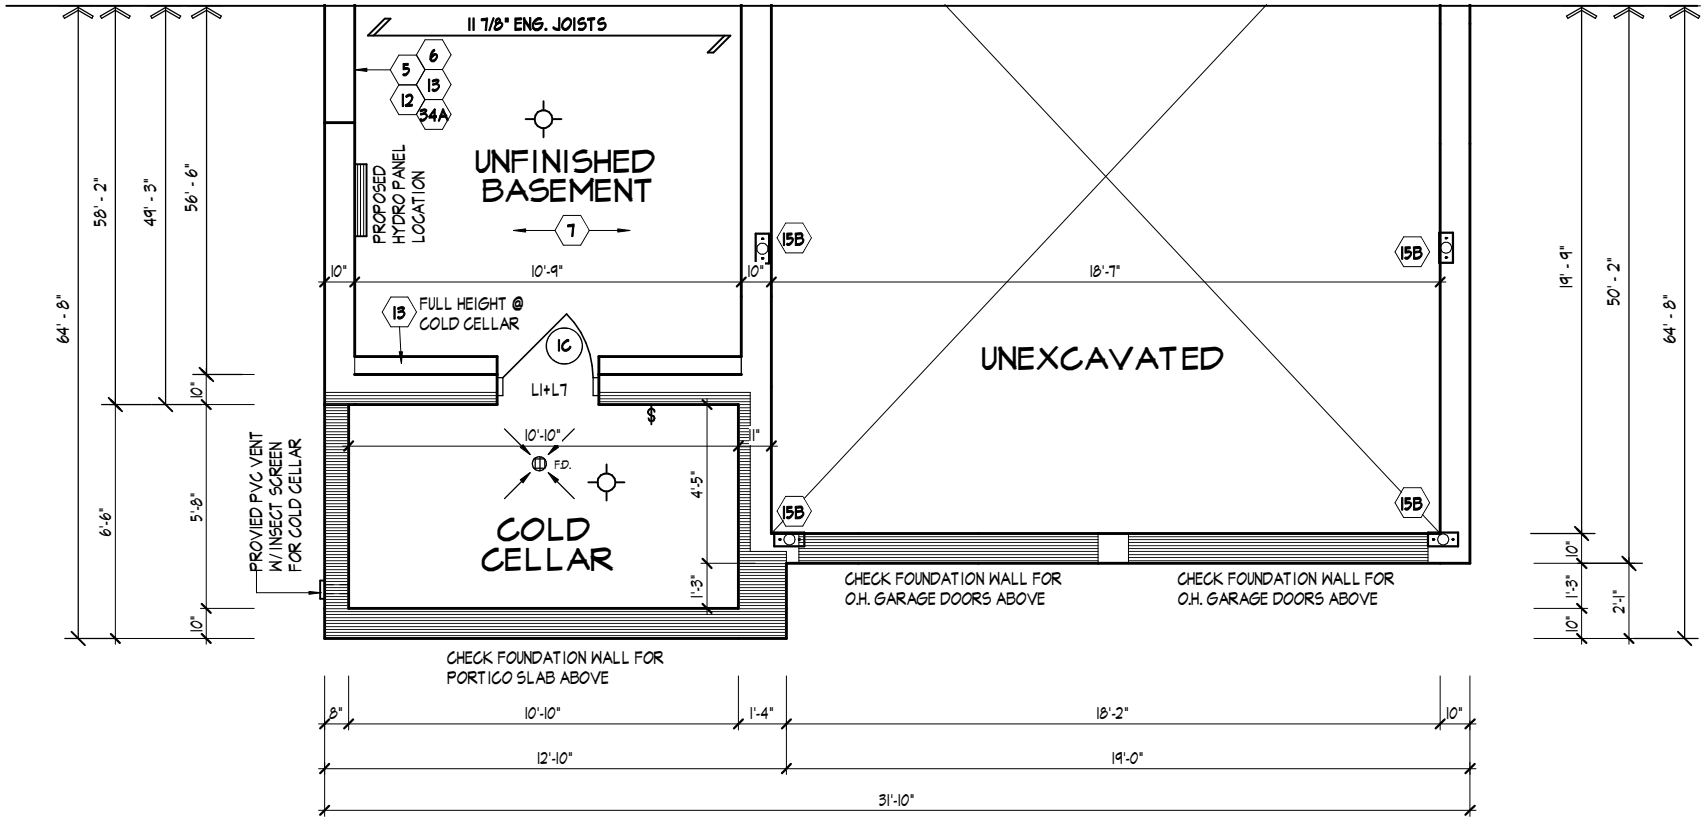 11 7/8" ENG. JOISTS
6
5
13
12
34A
UNFINISHED
BASEMENT
PROPOSED
HYDRO PANEL
LOCATION
7
15B
15B
58' - 2"
49' - 3"
56' - 6"
64' - 8"
19' - 9"
50' - 2"
64' - 8"
10"
10'-9"
10"
18'-7"
13
FULL HEIGHT @
COLD CELLAR
1C
UNEXCAVATED
L1+L7
10"
$
10'-10"
11"
F.D.
4'-5"
PROVIED PVC VENT
W/ INSECT SCREEN
FOR COLD CELLAR
6'-6"
5'-8"
COLD
CELLAR
15B
15B
1'-3"
10"
10"
1'-3"
10"
2'-1"
CHECK FOUNDATION WALL FOR
O.H. GARAGE DOORS ABOVE
CHECK FOUNDATION WALL FOR
O.H. GARAGE DOORS ABOVE
CHECK FOUNDATION WALL FOR
PORTICO SLAB ABOVE
8"
10'-10"
1'-4"
18'-2"
10"
12'-10"
19'-0"
31'-10"